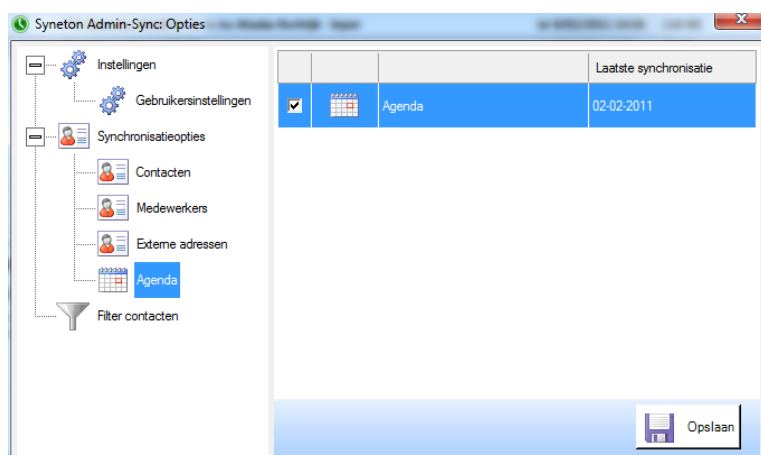 Syneton Admin-Sync: Opties
Instellingen
Gebruikersinstellingen
Synchronisatieopties
Contacten
Medewerkers
Externe adressen
Agenda
Filter contacten
Laatste synchronisatie
Agenda 02-02-2011
Opslaan